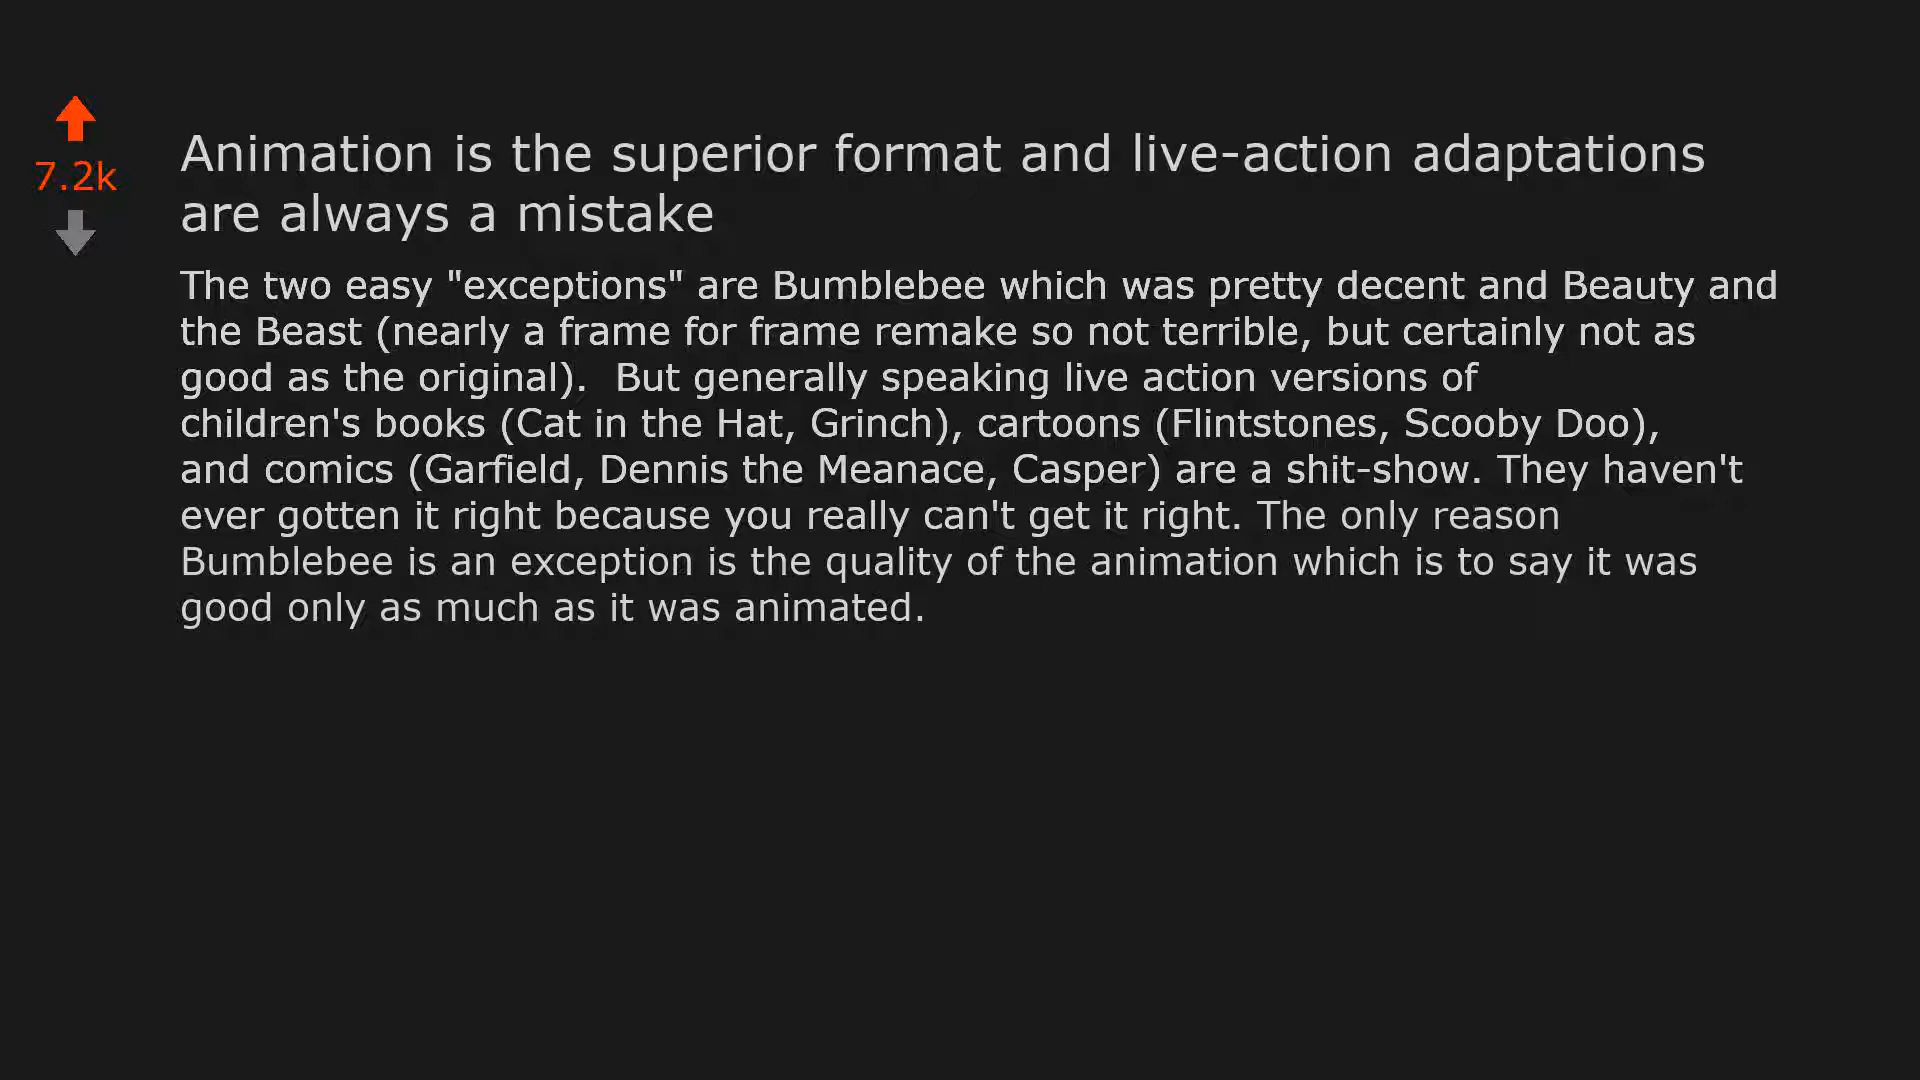 7.2k
Animation is the superior format and live-action adaptations
are always a mistake
The two easy "exceptions" are Bumblebee which was pretty decent and Beauty and
the Beast (nearly a frame for frame remake so not terrible, but certainly not as
good as the original).  But generally speaking live action versions of
children's books (Cat in the Hat, Grinch), cartoons (Flintstones, Scooby Doo),
and comics (Garfield, Dennis the Meanace, Casper) are a shit-show. They haven't
ever gotten it right because you really can't get it right. The only reason
Bumblebee is an exception is the quality of the animation which is to say it was
good only as much as it was animated.